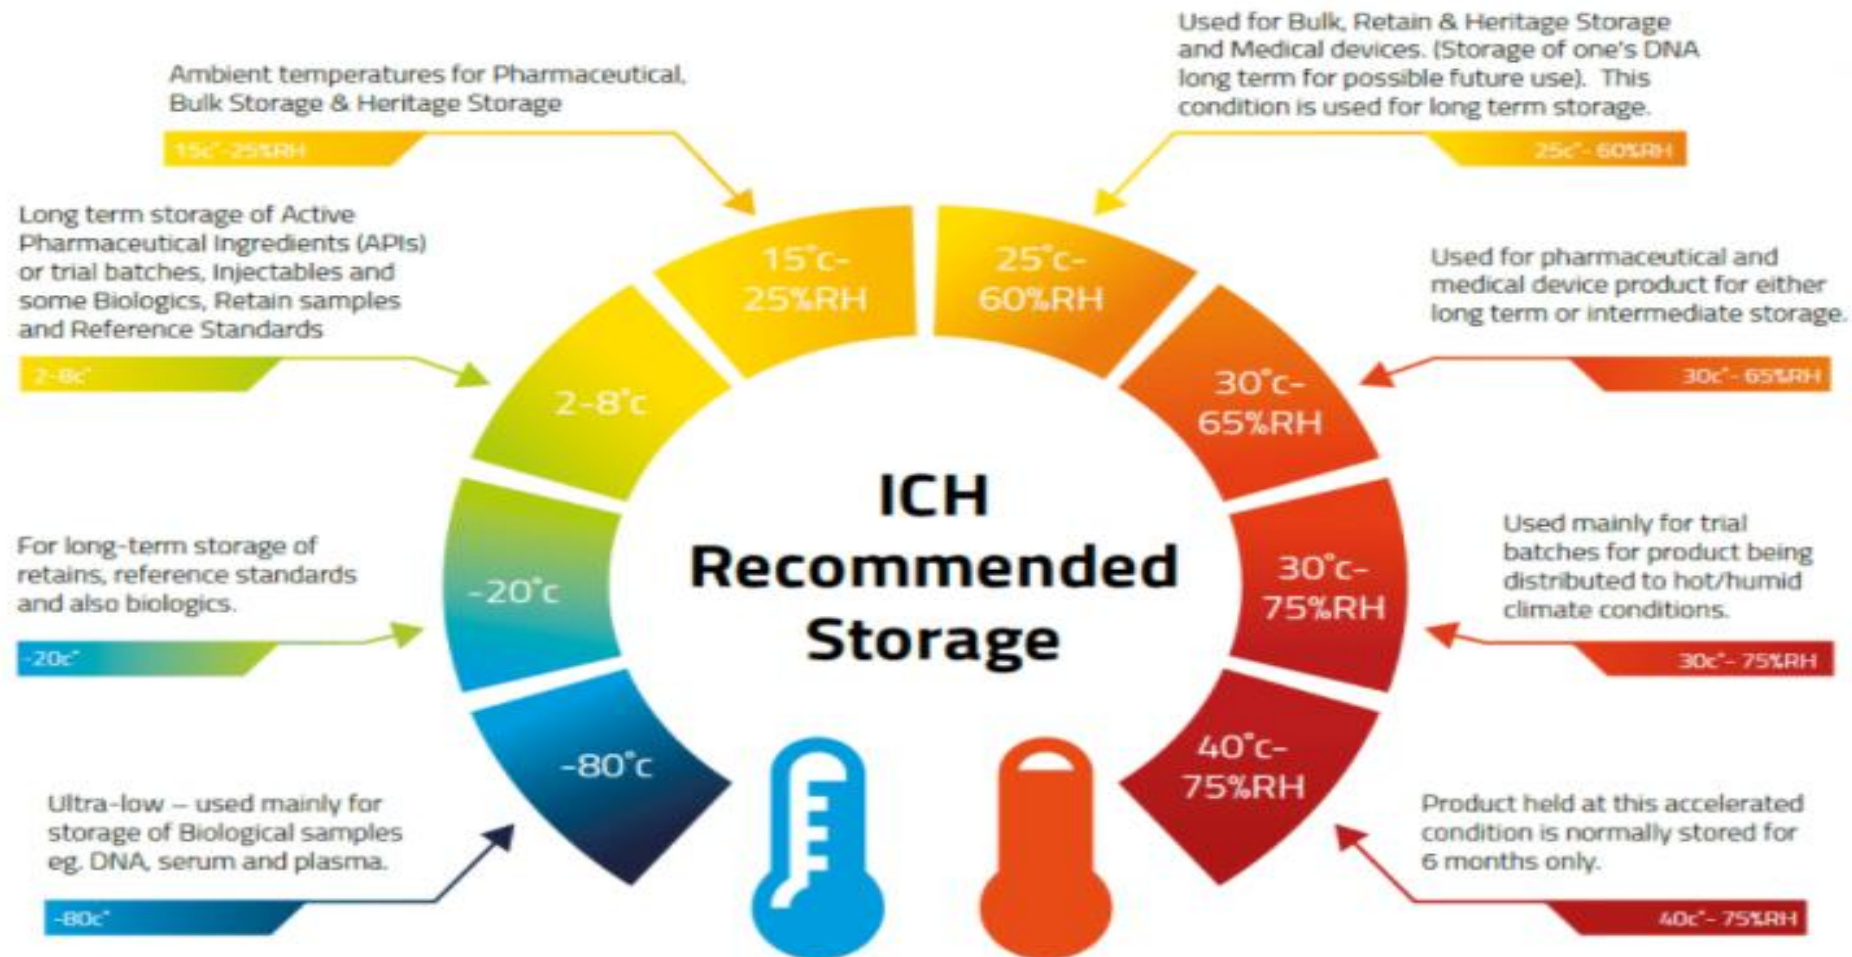 Ambient temperatures for Pharmaceutical,
Bulk Storage & Heritage Storage
15c°-25%RH
Used for Bulk, Retain & Heritage Storage
and Medical devices. (Storage of one's DNA
long term for possible future use). This
condition is used for long term storage.
25c°- 60%RH
Long term storage of Active
Pharmaceutical Ingredients (APIs)
or trial batches, Injectables and
some Biologics, Retain samples
and Reference Standards
2-8c°
Used for pharmaceutical and
medical device product for either
long term or intermediate storage.
30c°- 65%RH
For long-term storage of
retains, reference standards
and also biologics.
-20c°
Used mainly for trial
batches for product being
distributed to hot/humid
climate conditions.
30c°- 75%RH
Ultra-low – used mainly for
storage of Biological samples
eg. DNA, serum and plasma.
-80c°
Product held at this accelerated
condition is normally stored for
6 months only.
40c°- 75%RH
-80°c
-20°c
2-8°c
15°c-
25%RH
25°c-
60%RH
30°c-
65%RH
30°c-
75%RH
40°c-
75%RH
ICH
Recommended
Storage